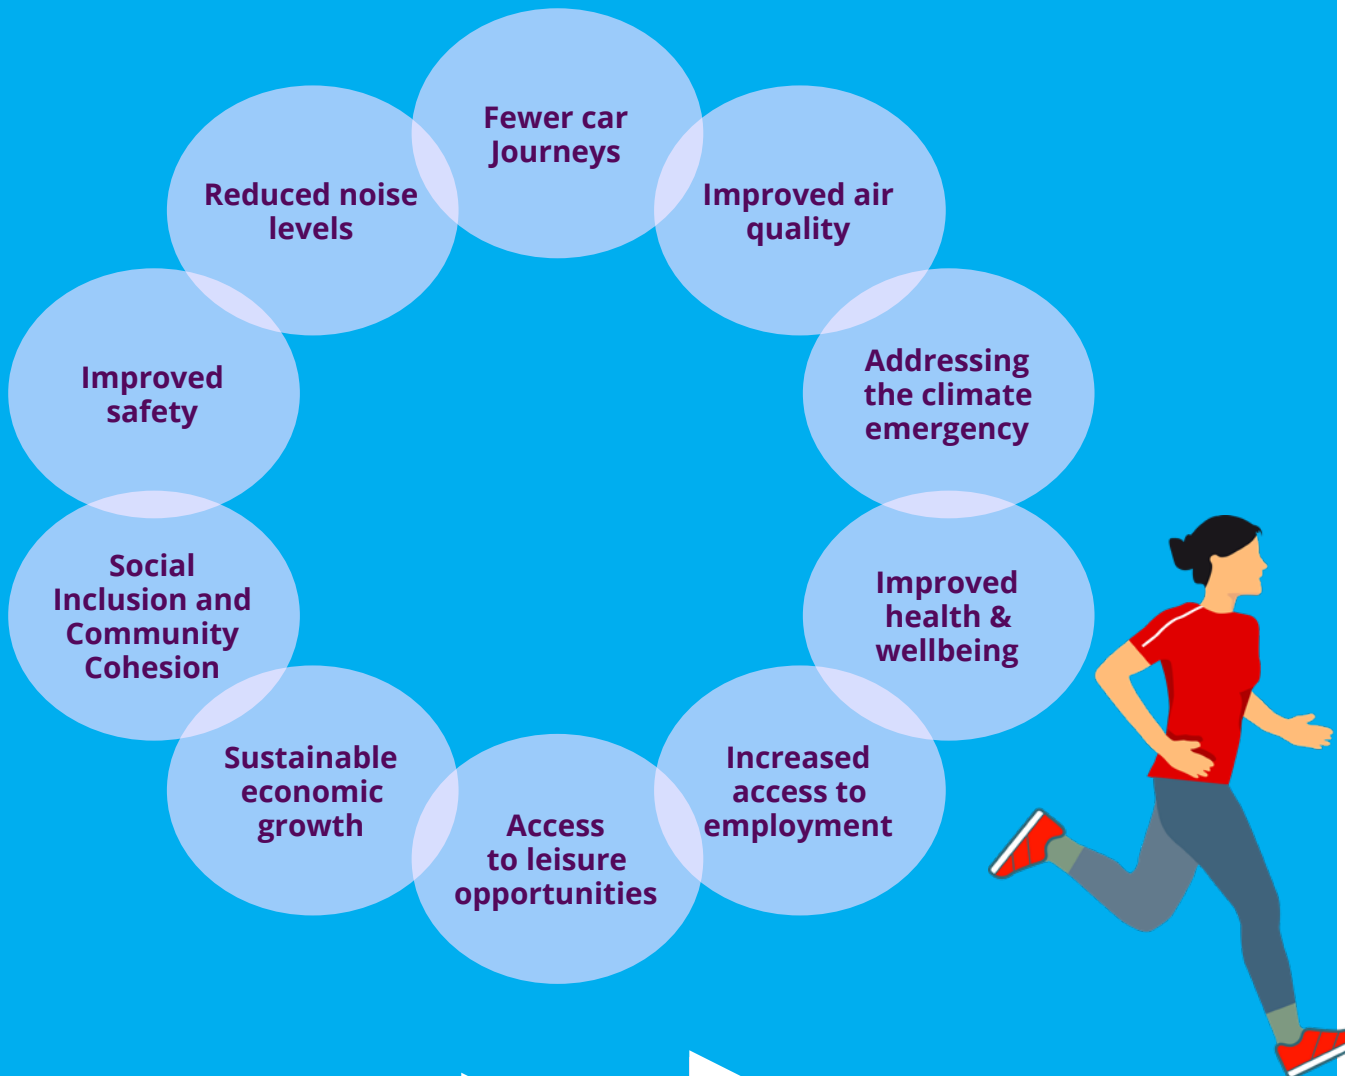 Fewer car
Journeys
Improved air
quality
Addressing
the climate
emergency
Improved
health &
wellbeing
Increased
access to
employment
Access
to leisure
opportunities
Sustainable
economic
growth
Social
Inclusion and
Community
Cohesion
Improved
safety
Reduced noise
levels